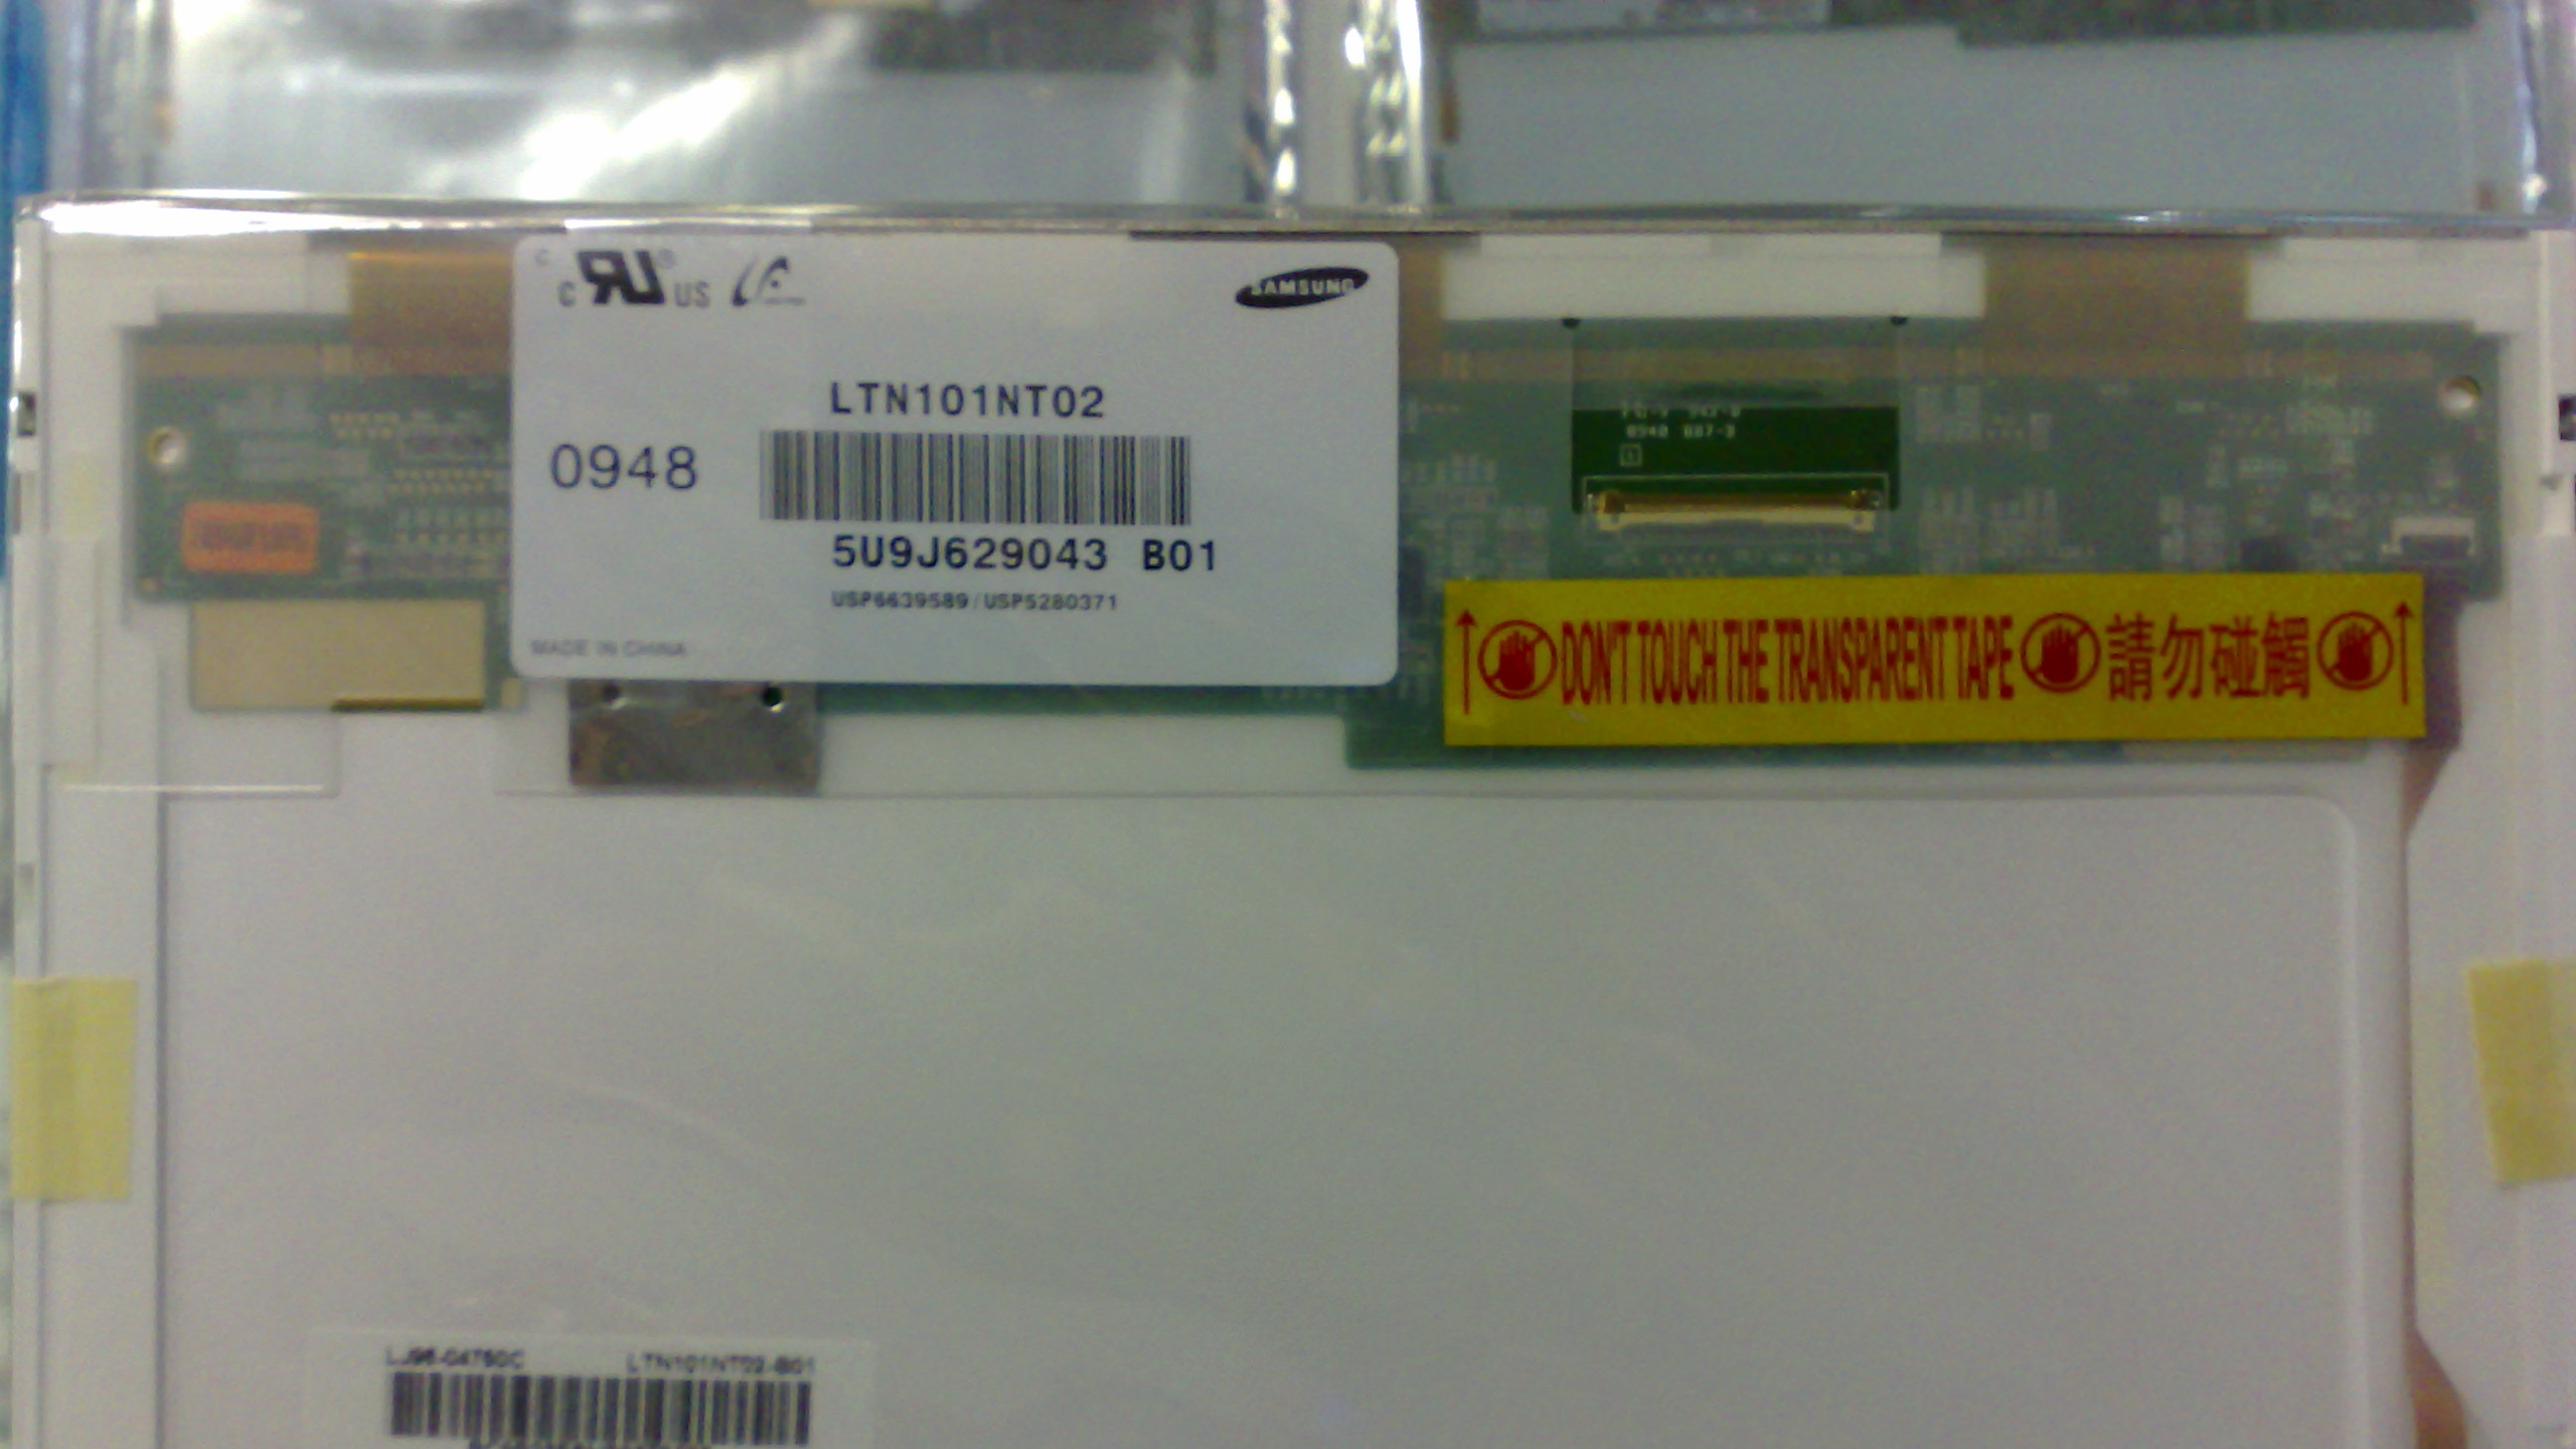 c RU US
SAMSUNG
LTN101NT02
0948
5U9J629043 B01
USP6639589/USP5280371
MADE IN CHINA
DON'T TOUCH THE TRANSPARENT TAPE 請勿碰觸
LTN101NT02-B01